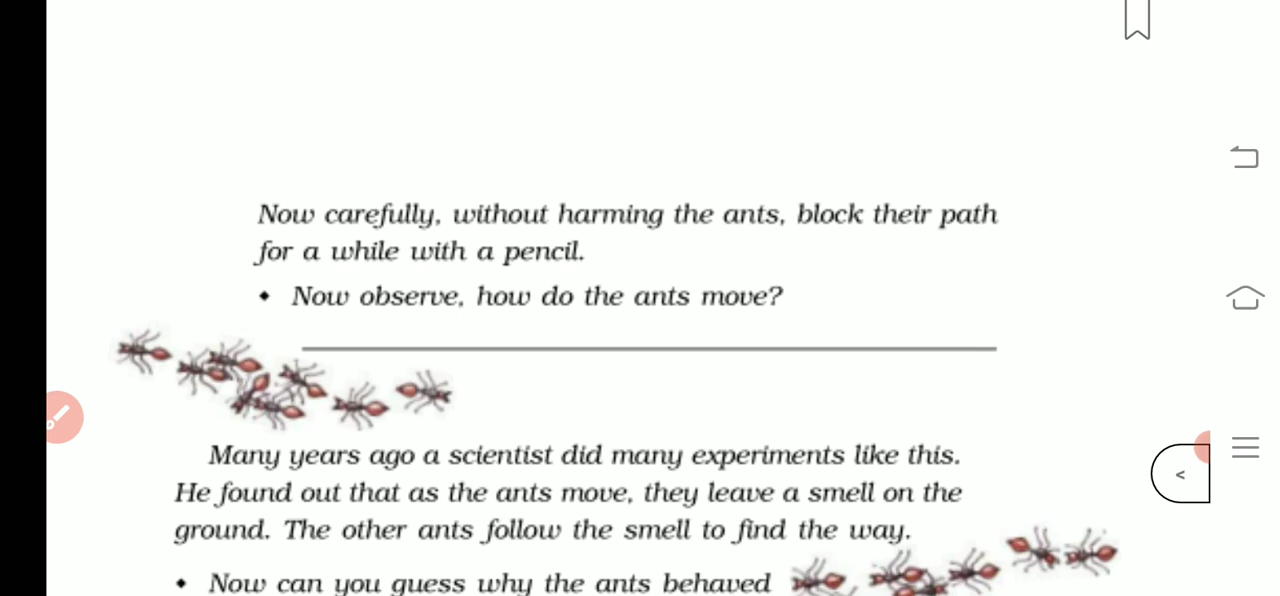 Now carefully, without harming the ants, block their path
for a while with a pencil.
• Now observe, how do the ants move?
Many years ago a scientist did many experiments like this.
He found out that as the ants move, they leave a smell on the
ground. The other ants follow the smell to find the way.
• Now can you guess why the ants behaved